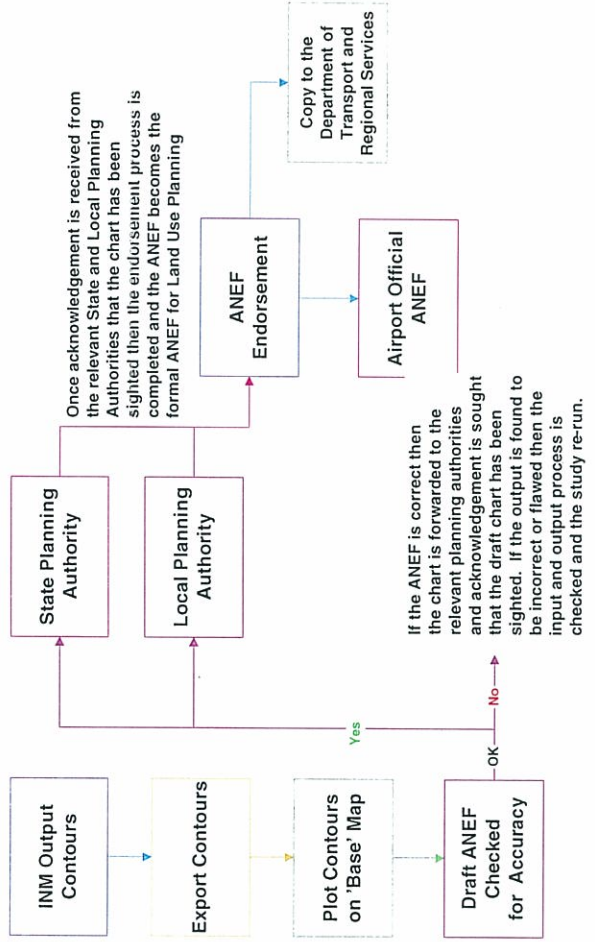 INM Output
Contours
Export Contours
Plot Contours
on 'Base' Map
Draft ANEF
Checked
for Accuracy
OK
Yes
No
State Planning
Authority
Local Planning
Authority
If the ANEF is correct then
the chart is forwarded to the
relevant planning authorities
and acknowledgement is sought
that the draft chart has been
sighted. If the output is found to
be incorrect or flawed then the
input and output process is
checked and the study re-run.
Once acknowledgement is received from
the relevant State and Local Planning
Authorities that the chart has been
sighted then the endorsement process is
completed and the ANEF becomes the
formal ANEF for Land Use Planning
ANEF
Endorsement
Airport Official
ANEF
Copy to the
Department of
Transport and
Regional Services